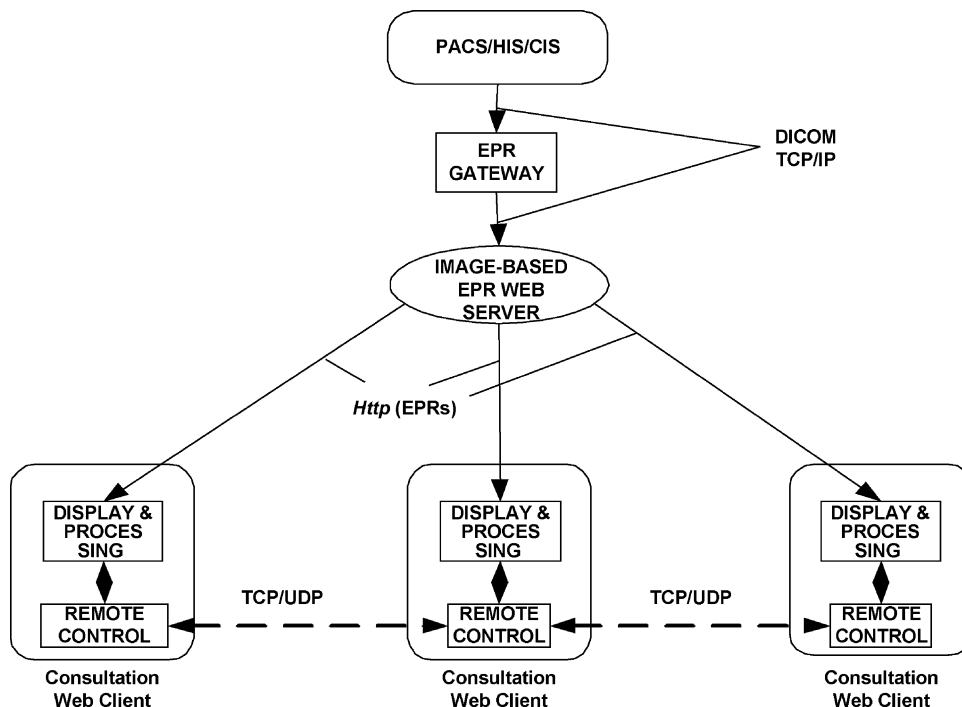 PACS/HIS/CIS
EPR
GATEWAY
DICOM
TCP/IP
IMAGE-BASED
EPR WEB
SERVER
Http (EPRs)
DISPLAY &
PROCES
SING
REMOTE
CONTROL
DISPLAY &
PROCES
SING
REMOTE
CONTROL
DISPLAY &
PROCES
SING
REMOTE
CONTROL
TCP/UDP
TCP/UDP
Consultation
Web Client
Consultation
Web Client
Consultation
Web Client